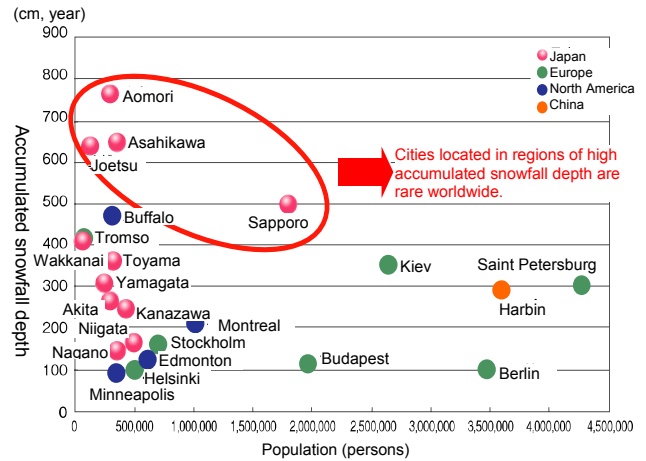 (cm, year)
900
800
700
600
500
400
300
200
100
0
Accumulated snowfall depth
Japan
Europe
North America
China
Aomori
Asahikawa
Joetsu
Sapporo
Cities located in regions of high
accumulated snowfall depth are
rare worldwide.
Buffalo
Tromso
Wakkanai
Toyama
Yamagata
Akita
Kanazawa
Niigata
Nagano
Montreal
Stockholm
Edmonton
Helsinki
Minneapolis
Kiev
Saint Petersburg
Harbin
Budapest
Berlin
0
500,000
1,000,000
1,500,000
2,000,000
2,500,000
3,000,000
3,500,000
4,000,000
4,500,000
Population (persons)